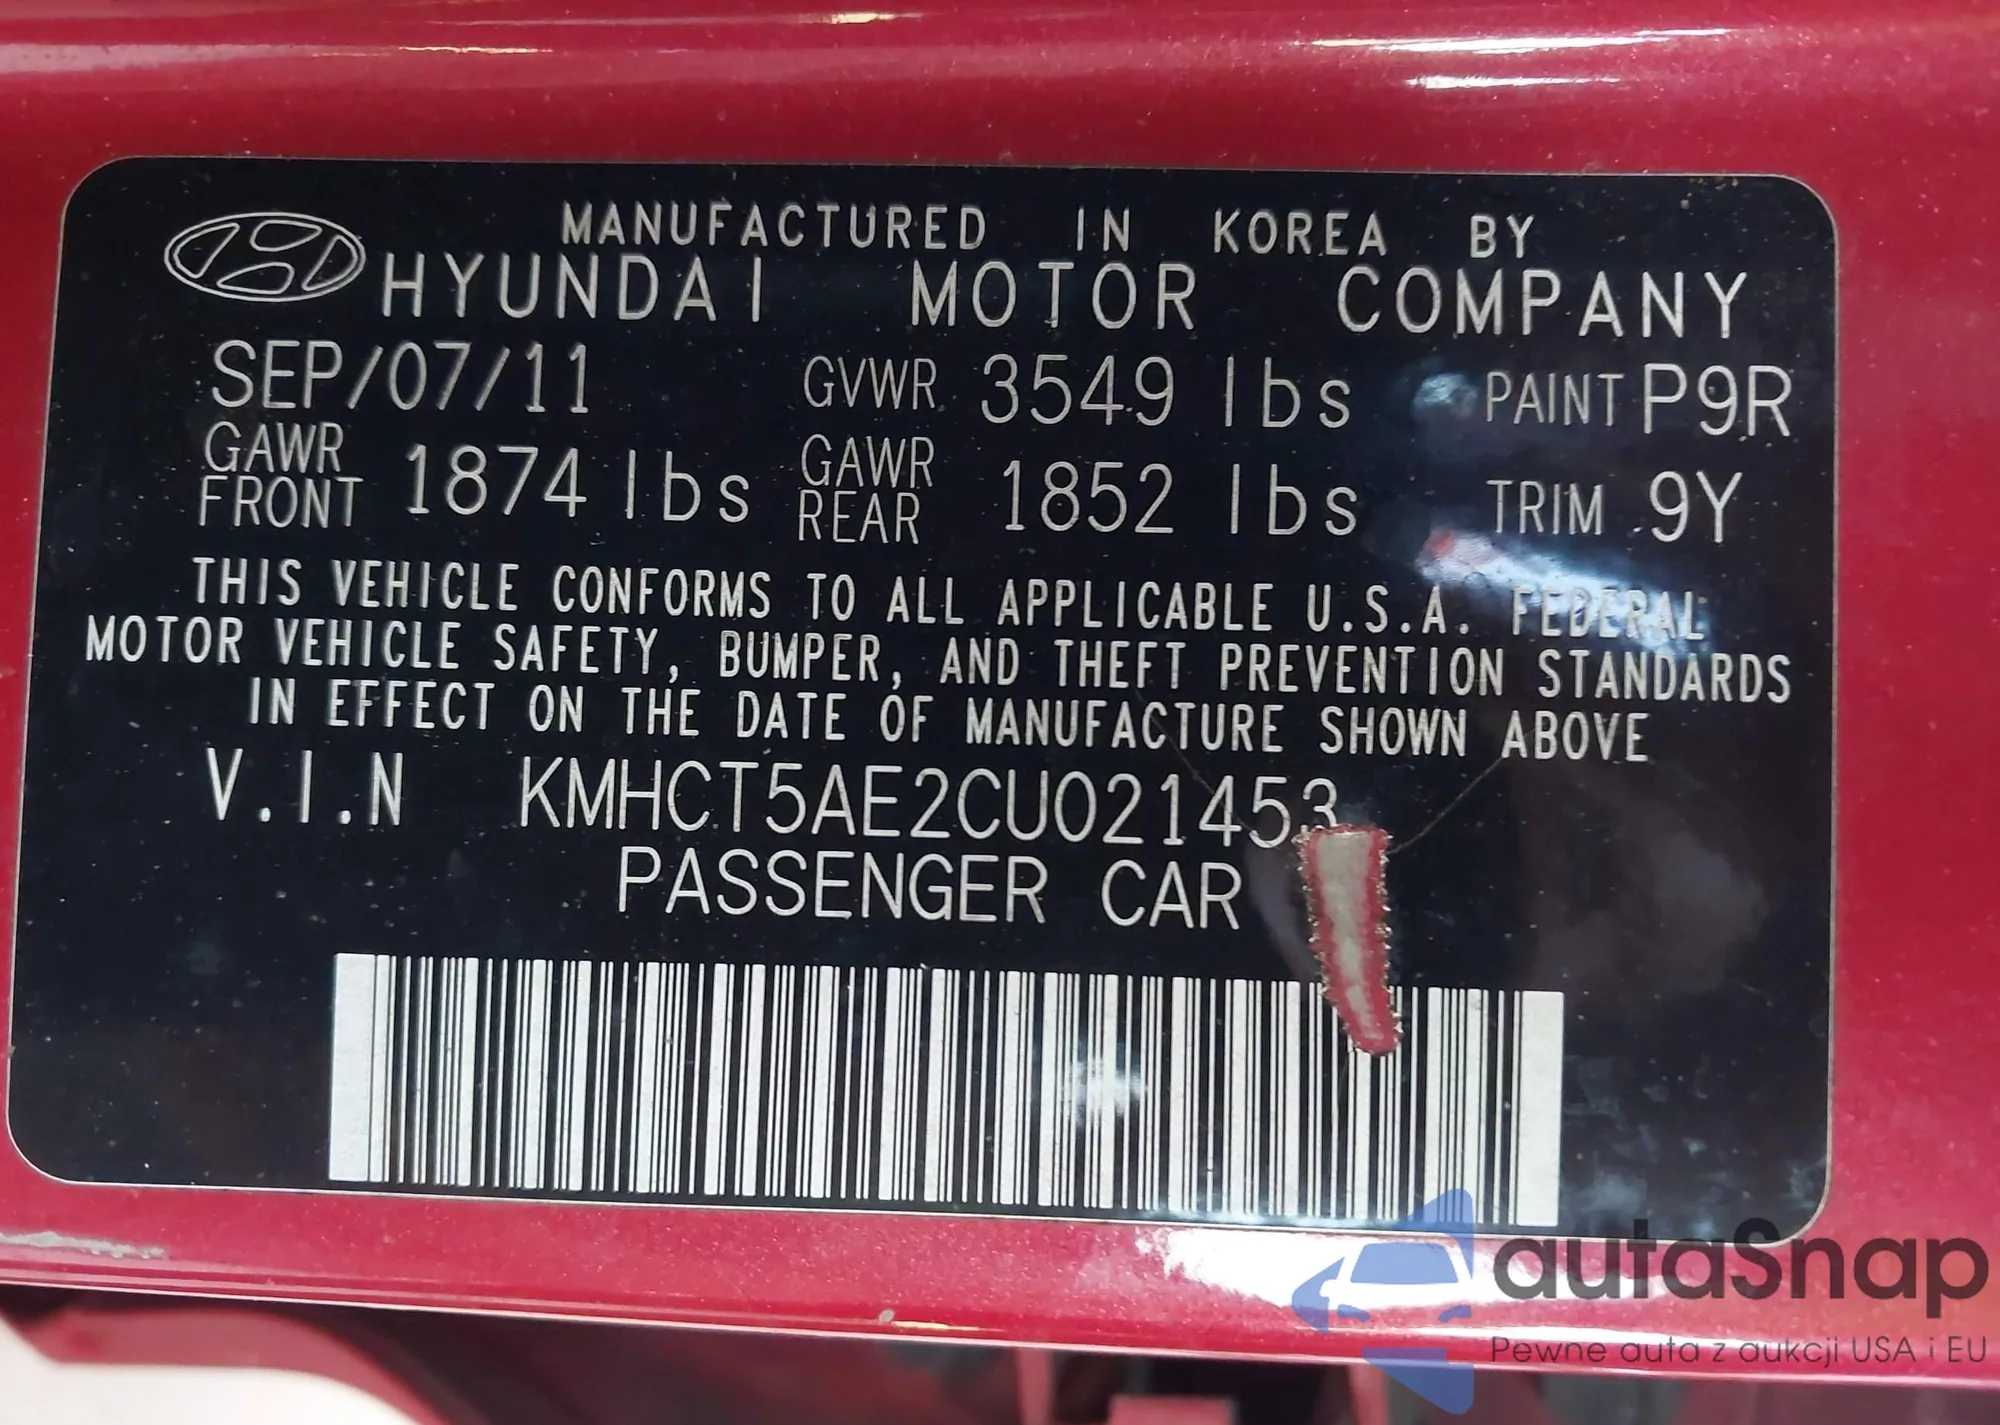 MANUFACTURED IN KOREA BY
HYUNDAI MOTOR COMPANY
SEP/07/11 GVWR 3549 lbs PAINT P9R
GAWR FRONT 1874 lbs GAWR REAR 1852 lbs TRIM 9Y
THIS VEHICLE CONFORMS TO ALL APPLICABLE U.S.A. FEDERAL
MOTOR VEHICLE SAFETY, BUMPER, AND THEFT PREVENTION STANDARDS
IN EFFECT ON THE DATE OF MANUFACTURE SHOWN ABOVE
V.I.N KMHCT5AE2CU021453
PASSENGER CAR
autaSnap
Pewne auta z aukcji USA i EU